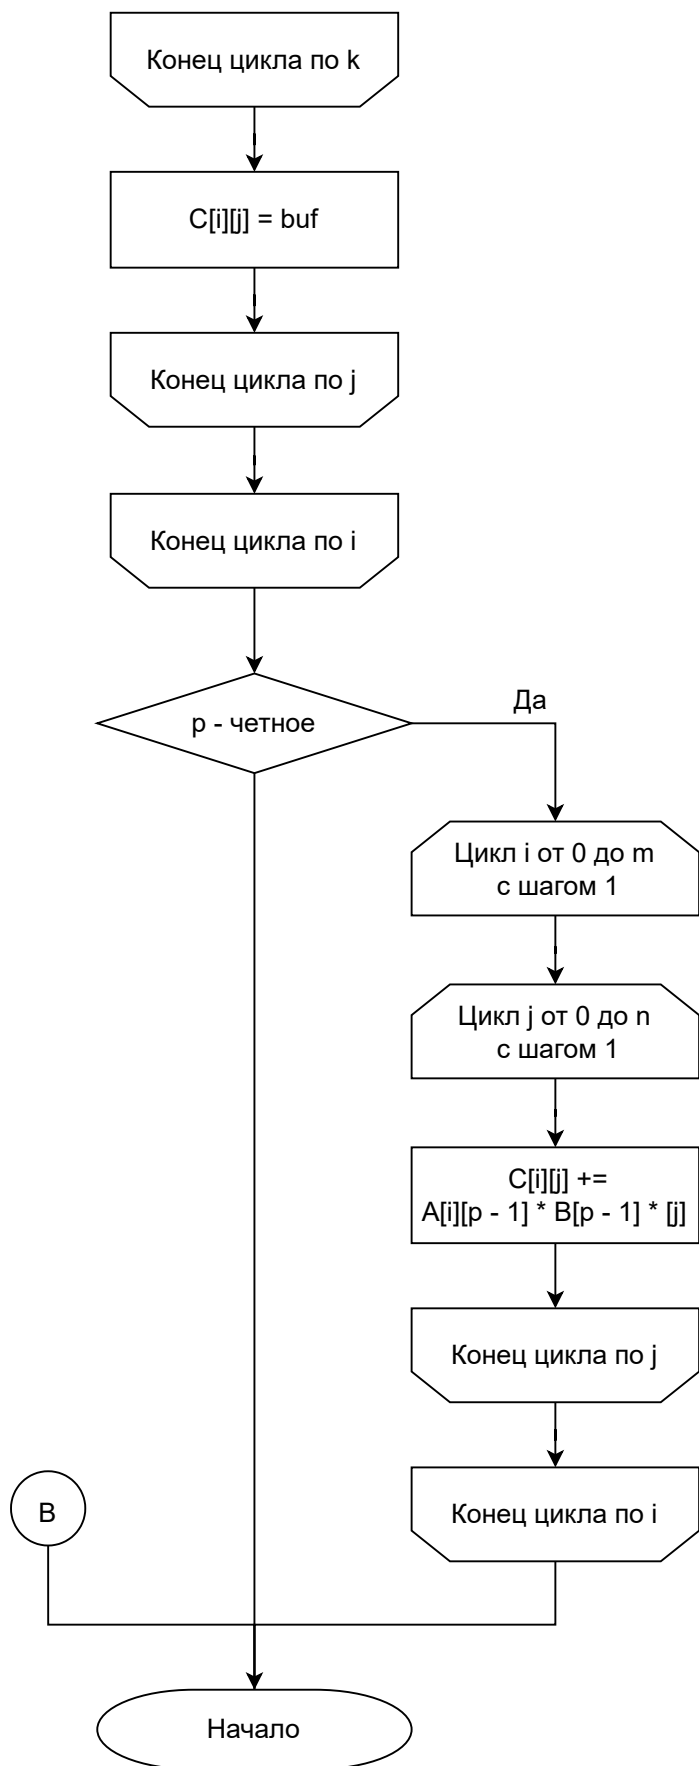 Конец цикла по k
C[i][j] = buf
Конец цикла по j
Конец цикла по i
p - четное
Да
Цикл i от 0 до m
с шагом 1
Цикл j от 0 до n
с шагом 1
C[i][j] +=
A[i][p - 1] * B[p - 1] * [j]
Конец цикла по j
Конец цикла по i
B
Начало